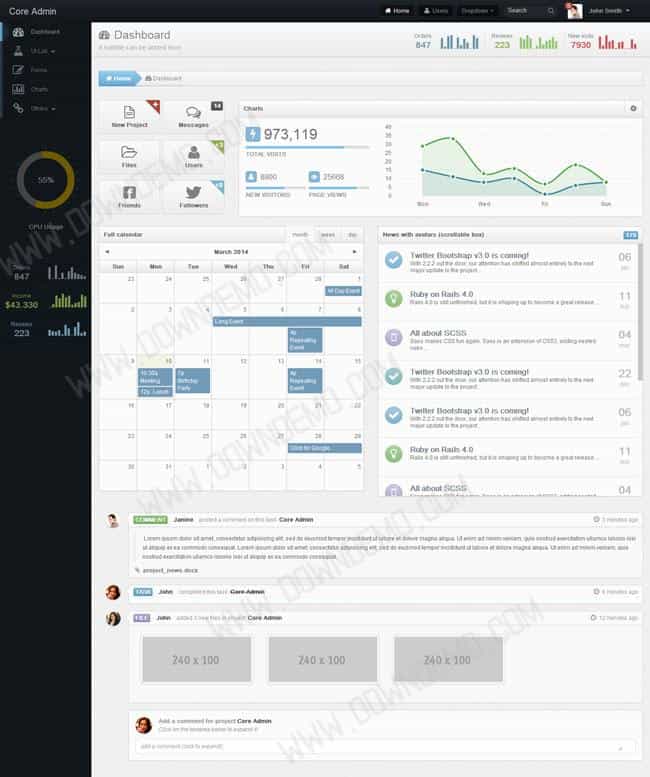 Core Admin
Home
Users
Dropdown
Search
John Smith
Dashboard
UI Lab
Forms
Charts
Others
55%
CPU Usage
Orders
847
Income
$43.330
Reviews
223
Dashboard
A subtitle can be added here
Orders
847
Reviews
223
New visits
7930
Home
Dashboard
New Project
Messages
14
Files
Users
+3
Friends
Followers
+8
Charts
973,119
TOTAL VISITS
8800
NEW VISITORS
25668
PAGE VIEWS
40
35
30
25
20
15
10
5
0
Mon
Wed
Fri
Sun
Full calendar
month
week
day
March 2014
Sun Mon Tue Wed Thu Fri Sat
23 24 25 26 27 28 1
All Day Event
2 3 4 5 6 7 8
Long Event
4p
Repeating
Event
9 10 11 12 13 14 15
10:30a
Meeting
12p Lunch
7p
Birthday
Party
4p
Repeating
Event
16 17 18 19 20 21 22
23 24 25 26 27 28 29
Click for Google
30 31 1 2 3 4 5
News with avatars (scrollable box)
Twitter Bootstrap v3.0 is coming!
With 2.2.2 out the door, our attention has shifted almost entirely to the next
major update to the project ...
06
jan
Ruby on Rails 4.0
Rails 4.0 is still unfinished, but it is shaping up to become a great release ...
11
feb
All about SCSS
Sass makes CSS fun again. Sass is an extension of CSS3, adding nested
rules ...
04
mar
Twitter Bootstrap v3.0 is coming!
With 2.2.2 out the door, our attention has shifted almost entirely to the next
major update to the project ...
22
dec
Twitter Bootstrap v3.0 is coming!
With 2.2.2 out the door, our attention has shifted almost entirely to the next
major update to the project ...
06
jan
Ruby on Rails 4.0
Rails 4.0 is still unfinished, but it is shaping up to become a great release ...
11
feb
All about SCSS
04
COMMENT Janine posted a comment on this task: Core Admin
3 minutes ago
Lorem ipsum dolor sit amet, consectetur adipisicing elit, sed do eiusmod tempor incididunt ut labore et dolore magna aliqua. Ut enim ad minim veniam, quis nostrud exercitation ullamco laboris nisi
ut aliquip ex ea commodo consequat. Lorem ipsum dolor sit amet, consectetur adipisicing elit, sed do eiusmod tempor incididunt ut labore et dolore magna aliqua. Ut enim ad minim veniam, quis
nostrud exercitation ullamco laboris nisi ut aliquip ex ea commodo consequat.
project_news.docx
TASK John completed this task: Core Admin
FILE John added 3 new files in project Core Admin
12 minutes ago
240 x 100
240 x 100
240 x 100
Add a comment for project Core Admin
Click on the textarea below to expand it!
add a comment (click to expand!)
WWW.DOWNDEMO.COM
WWW.DOWNDEMO.COM
WWW.DOWNDEMO.COM
WWW.DOWNDEMO.COM
WWW.DOWNDEMO.COM